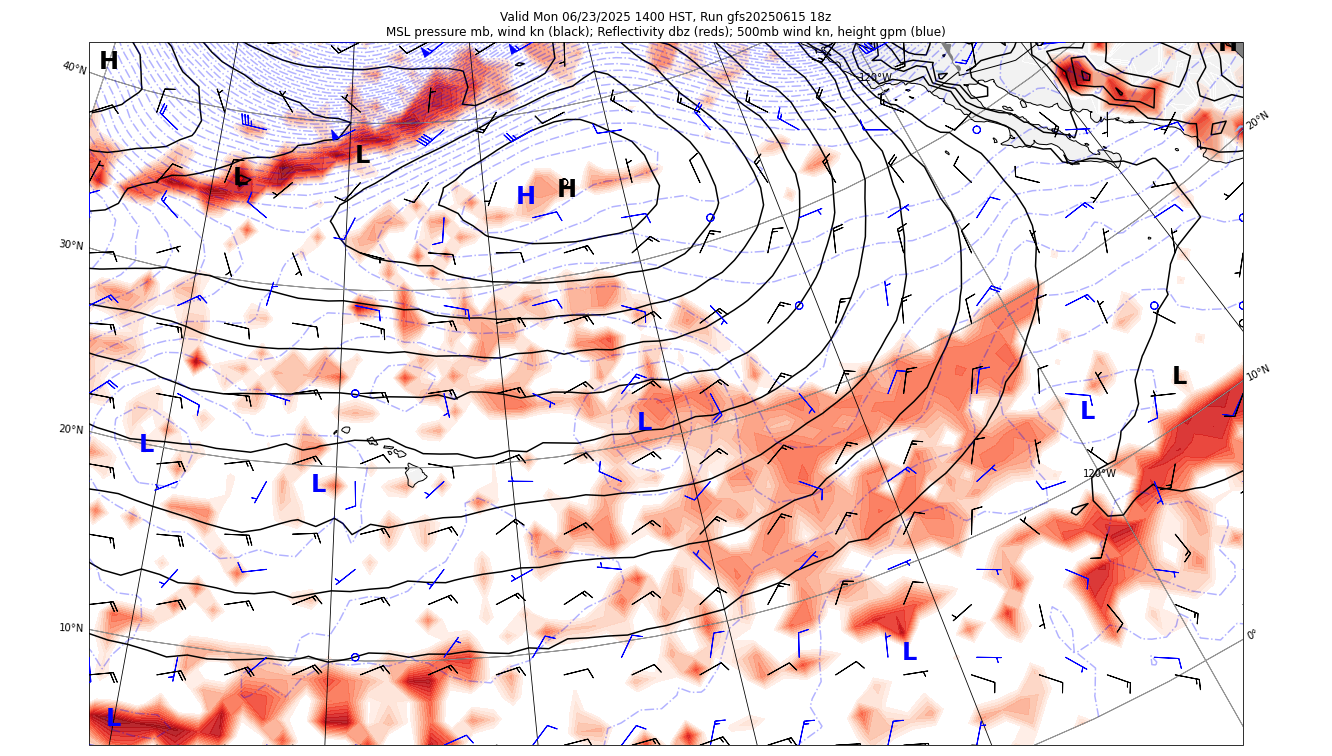 Valid Mon 06/23/2025 1400 HST, Run gfs20250615 18z
MSL pressure mb, wind kn (black); Reflectivity dbz (reds); 500mb wind kn, height gpm (blue)
H
H
40°N
120°W
20°N
L
L
H
H
30°N
10°N
L
L
L
20°N
L
L
120°W
10°N
0°
L
L